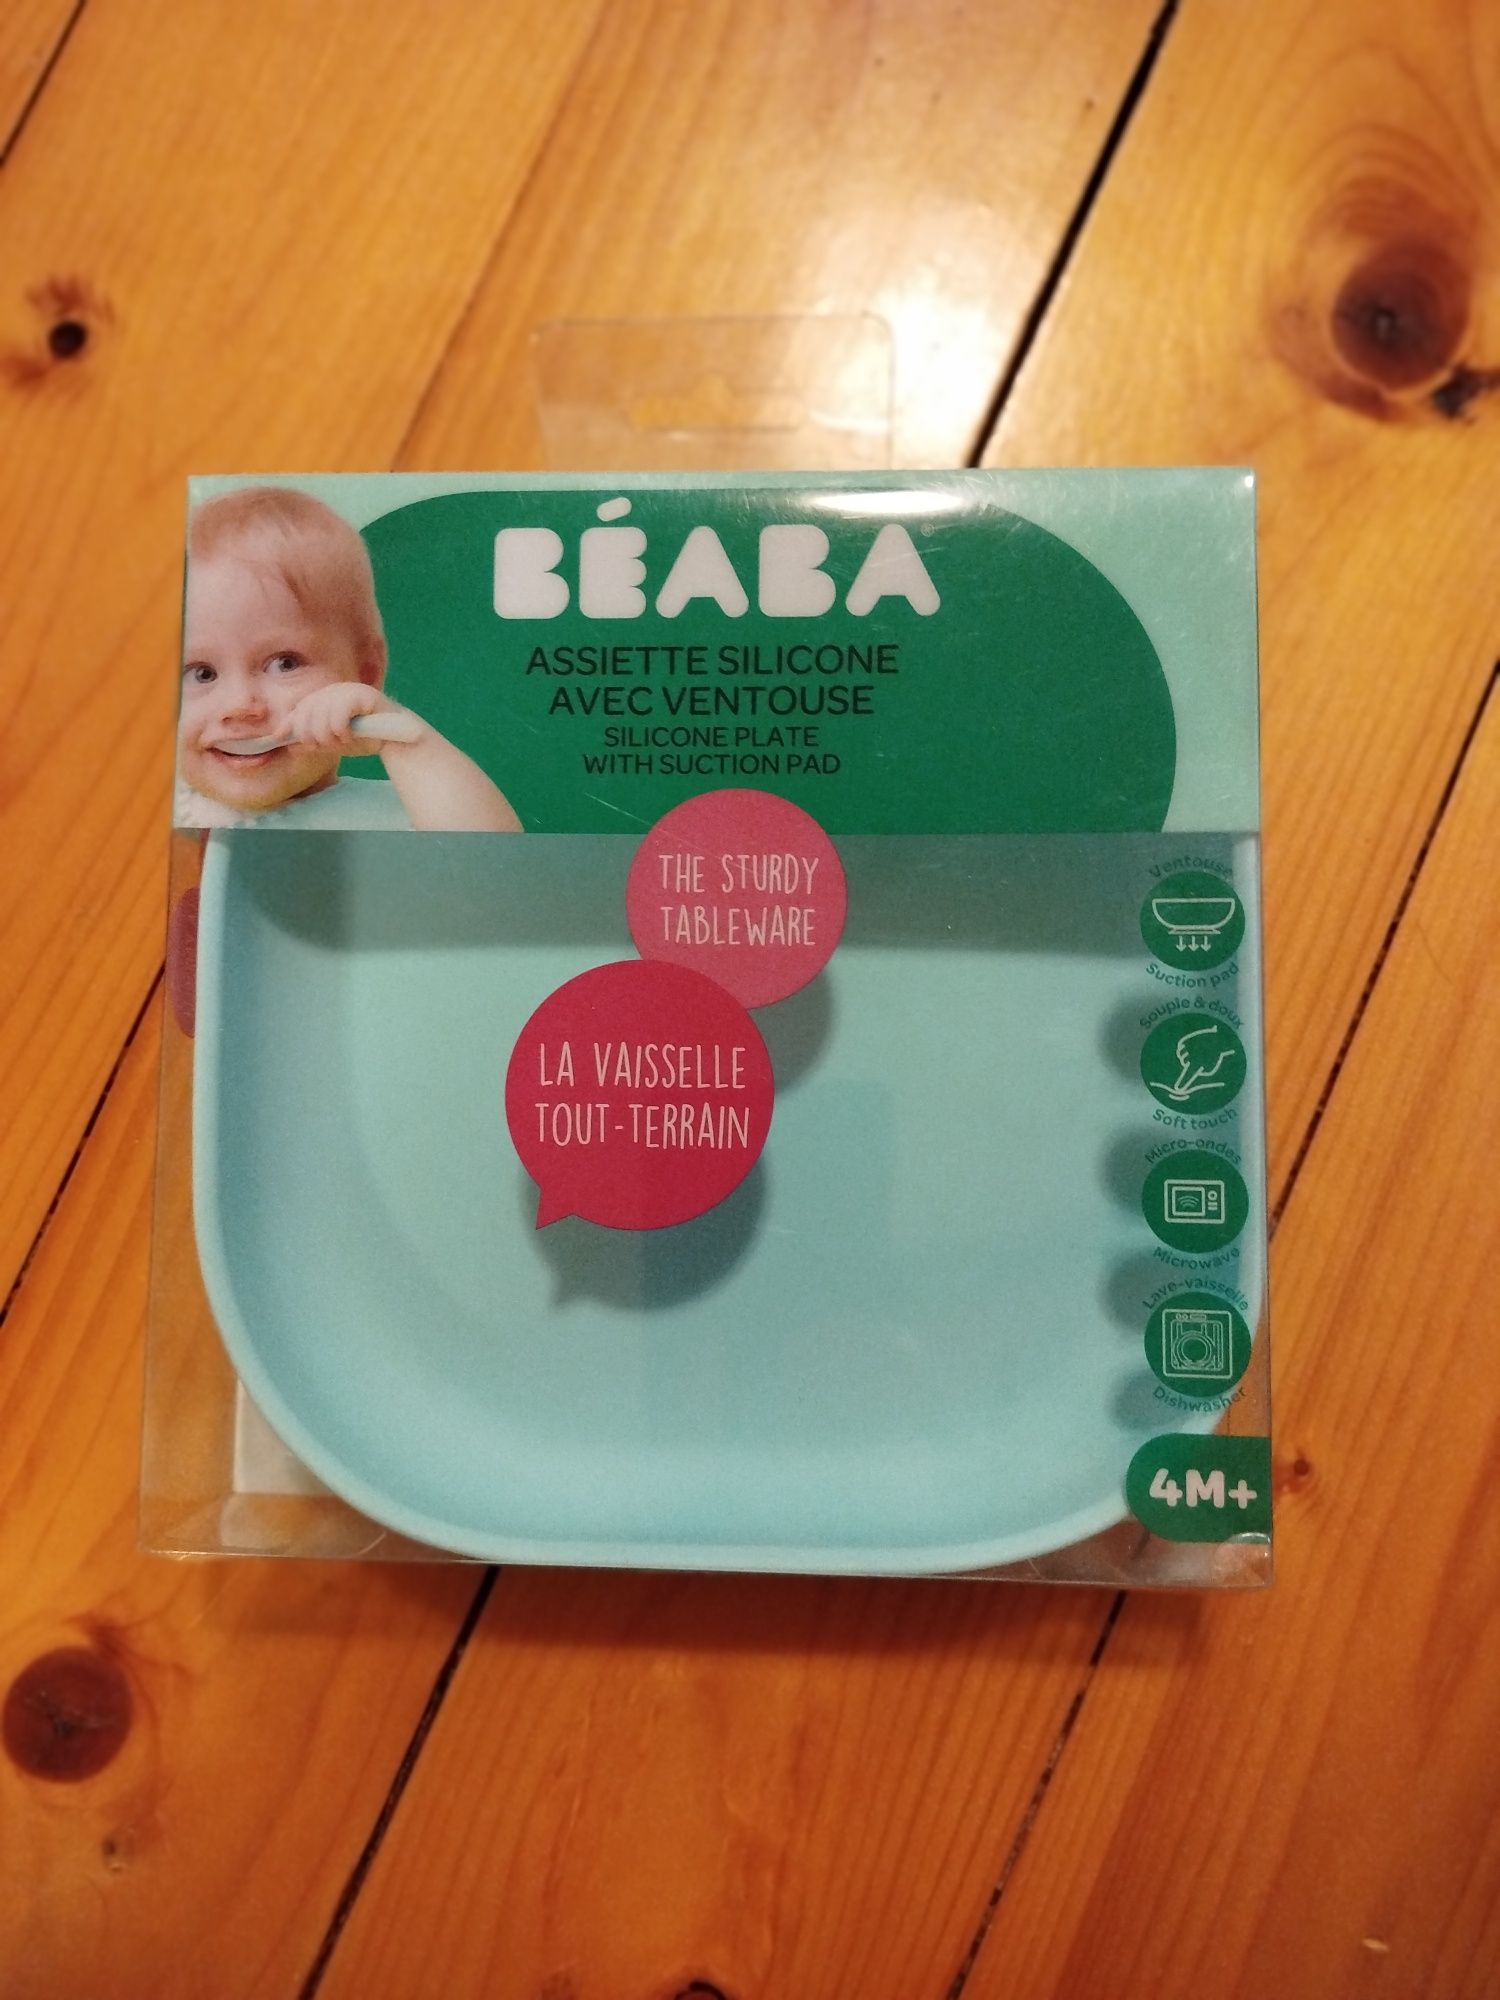 BÉABA®
ASSIETTE SILICONE
AVEC VENTOUSE
SILICONE PLATE
WITH SUCTION PAD
THE STURDY
TABLEWARE
LA VAISSELLE
TOUT-TERRAIN
Ventouse
Suction pad
Souple & doux
Soft touch
Micro-ondes
Microwave
Lave-vaisselle
Dishwasher
4M+